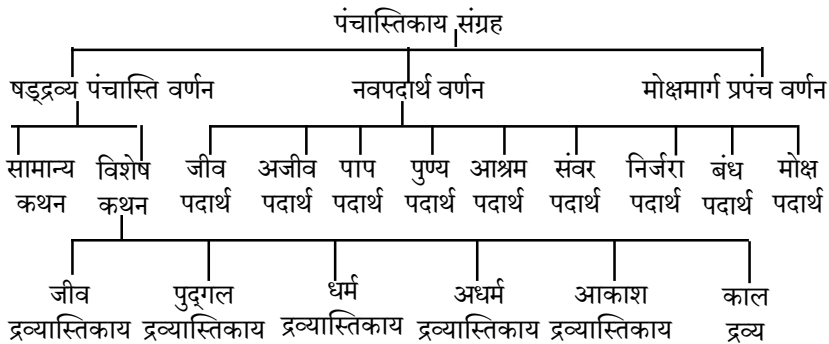 पंचास्तिकाय संग्रह
षड्द्रव्य पंचास्ति वर्णन नवपदार्थ वर्णन मोक्षमार्ग प्रपंच वर्णन
सामान्य विशेष जीव अजीव पाप पुण्य आश्रम संवर निर्जरा बंध मोक्ष
कथन कथन पदार्थ पदार्थ पदार्थ पदार्थ पदार्थ पदार्थ पदार्थ पदार्थ पदार्थ
जीव पुद्गल धर्म अधर्म आकाश काल
द्रव्यास्तिकाय द्रव्यास्तिकाय द्रव्यास्तिकाय द्रव्यास्तिकाय द्रव्यास्तिकाय द्रव्य